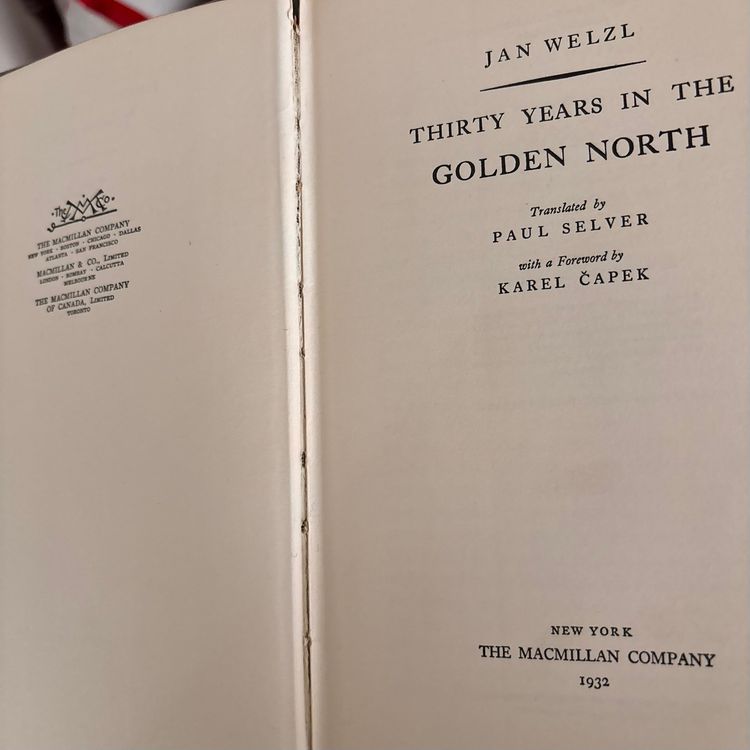 The M Co.
THE MACMILLAN COMPANY
NEW YORK · BOSTON · CHICAGO · DALLAS
ATLANTA · SAN FRANCISCO
MACMILLAN & CO., LIMITED
LONDON · BOMBAY · CALCUTTA
MELBOURNE
THE MACMILLAN COMPANY
OF CANADA, LIMITED
TORONTO
JAN WELZL
THIRTY YEARS IN THE
GOLDEN NORTH
Translated by
PAUL SELVER
with a Foreword by
KAREL ČAPEK
NEW YORK
THE MACMILLAN COMPANY
1932